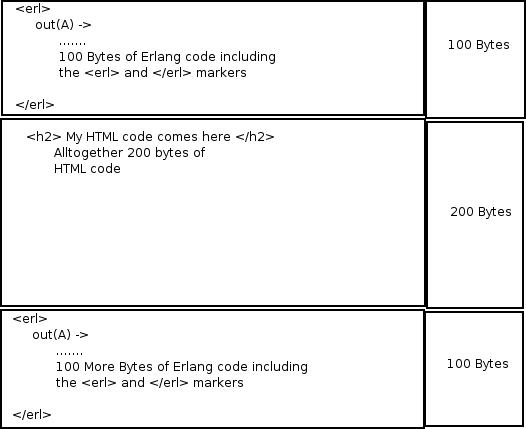 <erl>
out(A) ->
.......
100 Bytes of Erlang code including
the <erl> and </erl> markers
</erl>
100 Bytes
<h2> My HTML code comes here </h2>
Alltogether 200 bytes of
HTML code
200 Bytes
<erl>
out(A) ->
.......
100 More Bytes of Erlang code including
the <erl> and </erl> markers
</erl>
100 Bytes